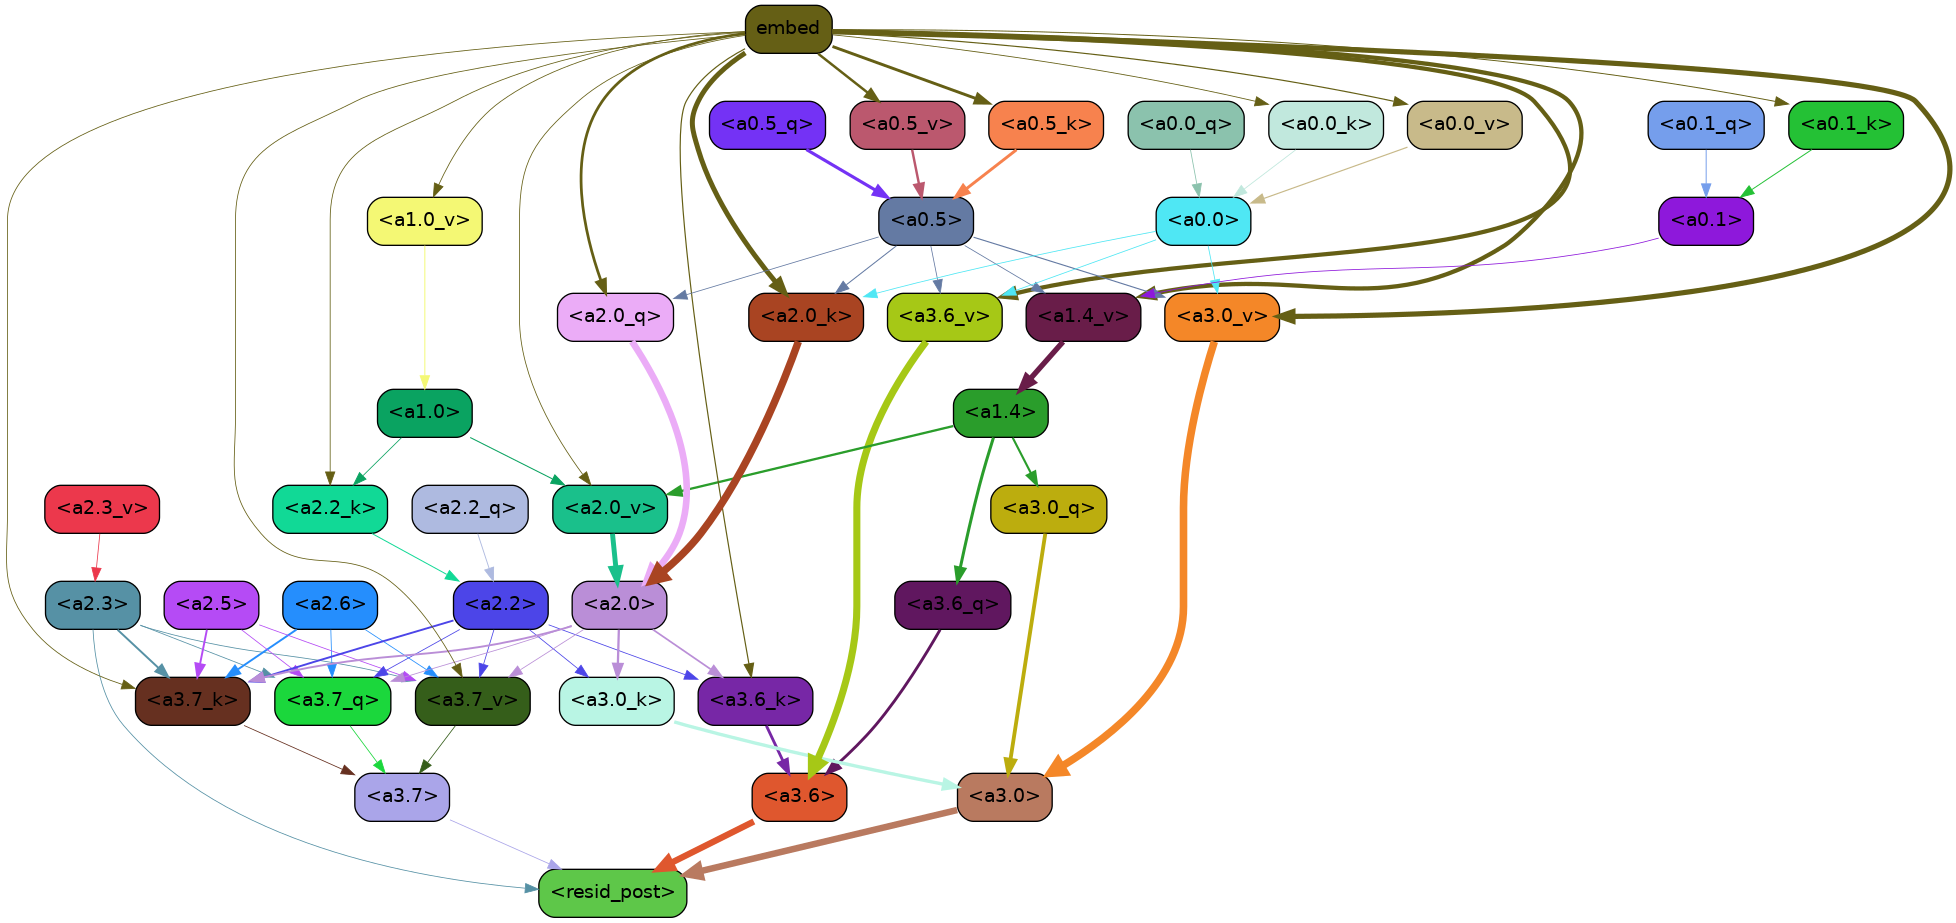 embed
<a0.5_q>
<a0.5_v>
<a0.5_k>
<a0.0_q>
<a0.0_k>
<a0.0_v>
<a0.1_q>
<a0.1_k>
<a1.0_v>
<a0.5>
<a0.0>
<a0.1>
<a2.0_q>
<a2.0_k>
<a3.6_v>
<a1.4_v>
<a3.0_v>
<a1.0>
<a1.4>
<a2.3_v>
<a2.2_k>
<a2.2_q>
<a2.0_v>
<a3.0_q>
<a2.3>
<a2.5>
<a2.6>
<a2.2>
<a2.0>
<a3.6_q>
<a3.7_k>
<a3.7_q>
<a3.7_v>
<a3.0_k>
<a3.6_k>
<a3.7>
<a3.6>
<a3.0>
<resid_post>